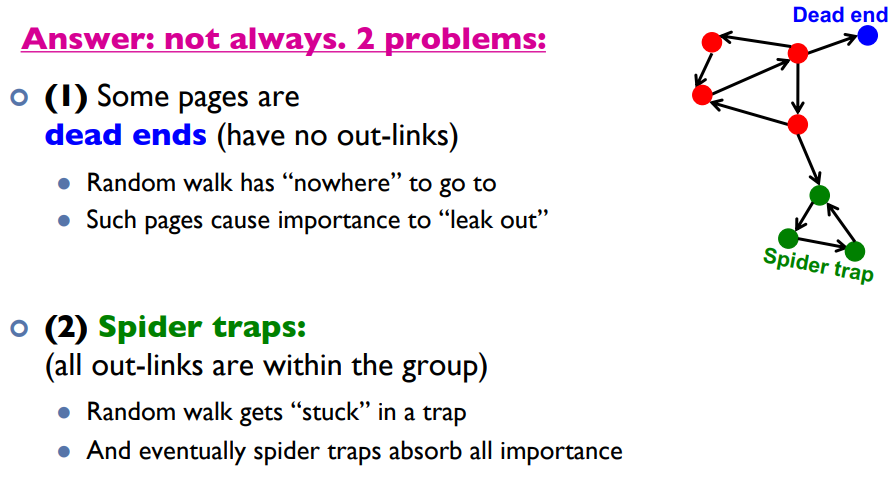 Answer: not always. 2 problems:
Dead end
(1) Some pages are
dead ends (have no out-links)
Random walk has “nowhere” to go to
Such pages cause importance to “leak out”
Spider trap
(2) Spider traps:
(all out-links are within the group)
Random walk gets “stuck” in a trap
And eventually spider traps absorb all importance